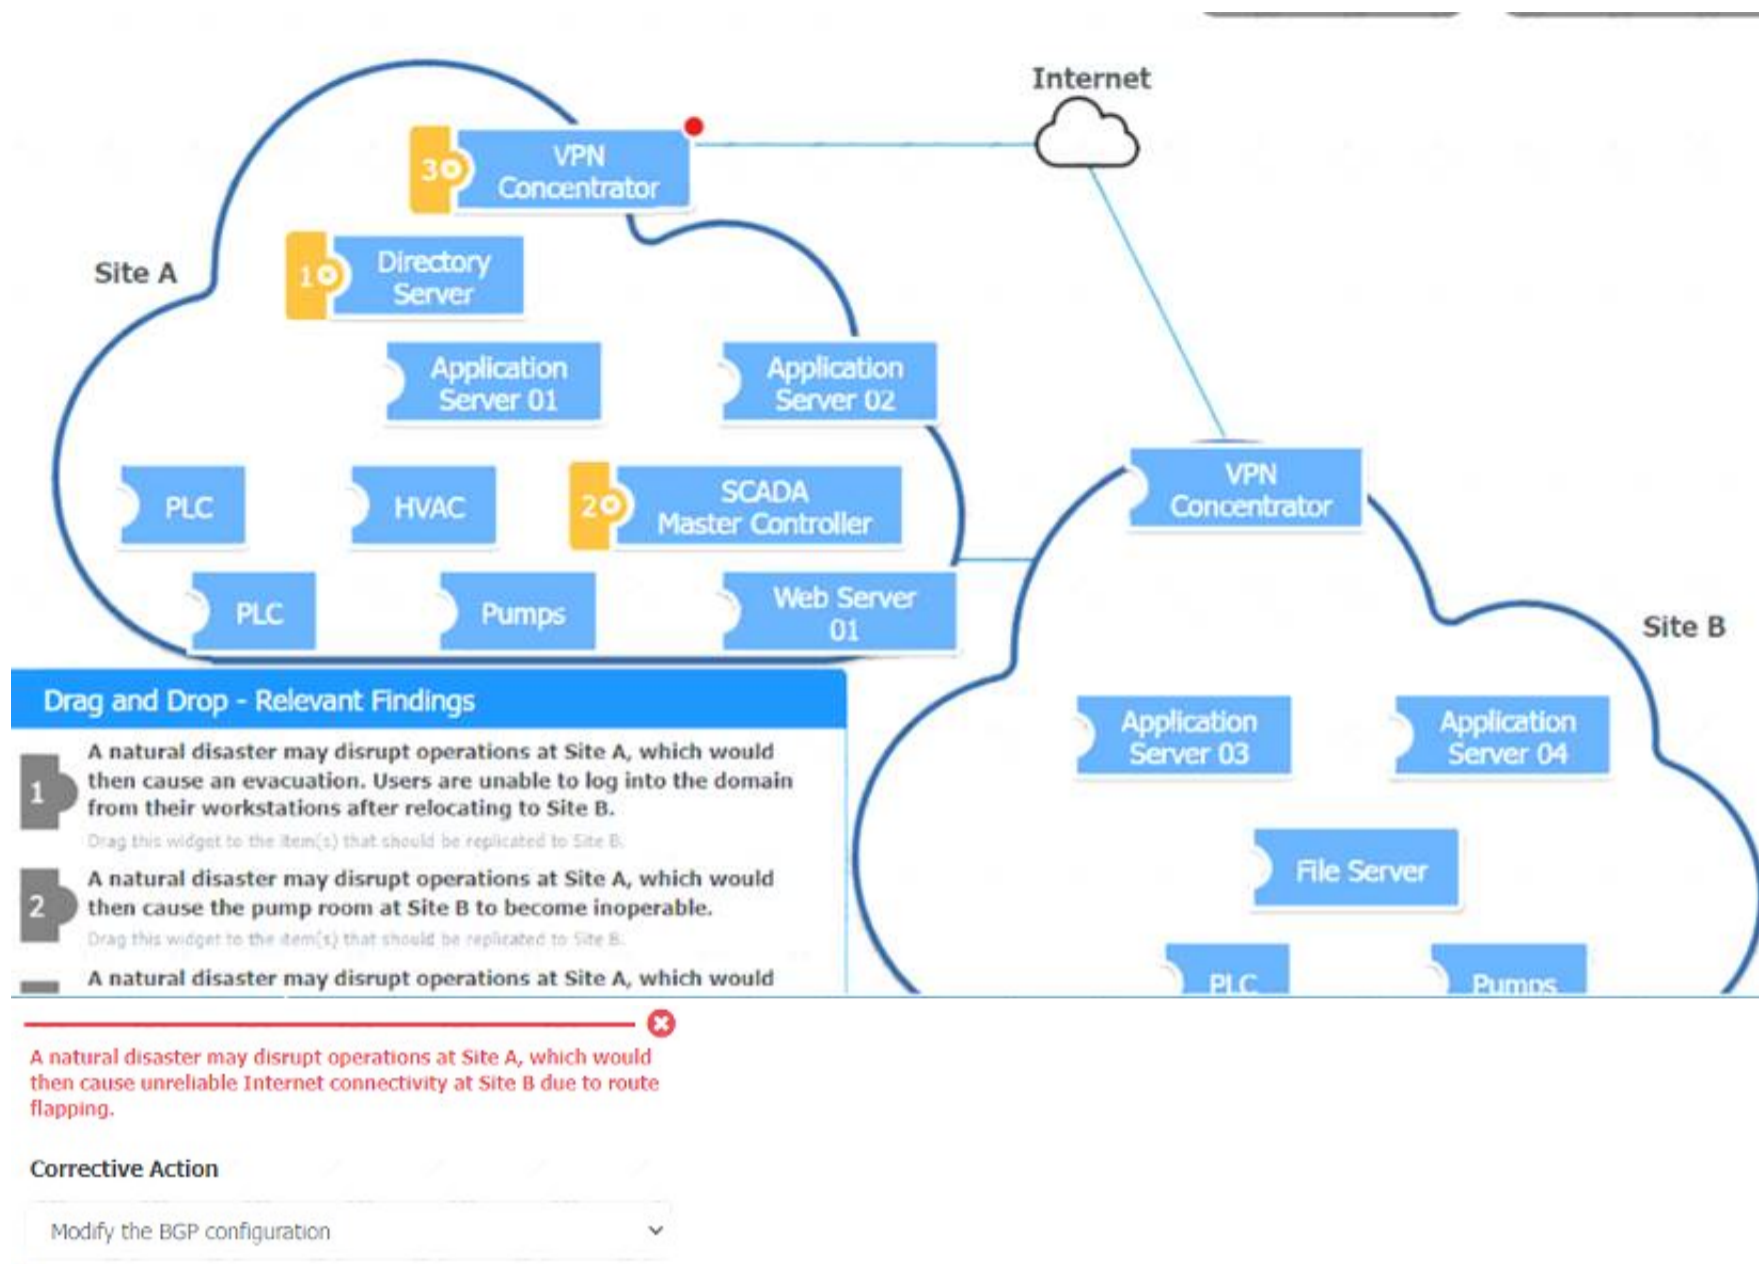 Internet
3
VPN
Concentrator
Site A
1
Directory
Server
Application
Server 01
Application
Server 02
PLC
HVAC
2
SCADA
Master Controller
VPN
Concentrator
PLC
Pumps
Web Server
01
Site B
Drag and Drop - Relevant Findings
1
A natural disaster may disrupt operations at Site A, which would
then cause an evacuation. Users are unable to log into the domain
from their workstations after relocating to Site B.
Drag this widget to the item(s) that should be replicated to Site B.
2
A natural disaster may disrupt operations at Site A, which would
then cause the pump room at Site B to become inoperable.
Drag this widget to the item(s) that should be replicated to Site B.
A natural disaster may disrupt operations at Site A, which would
Application
Server 03
Application
Server 04
File Server
PLC
Pumps
A natural disaster may disrupt operations at Site A, which would
then cause unreliable Internet connectivity at Site B due to route
flapping.
Corrective Action
Modify the BGP configuration